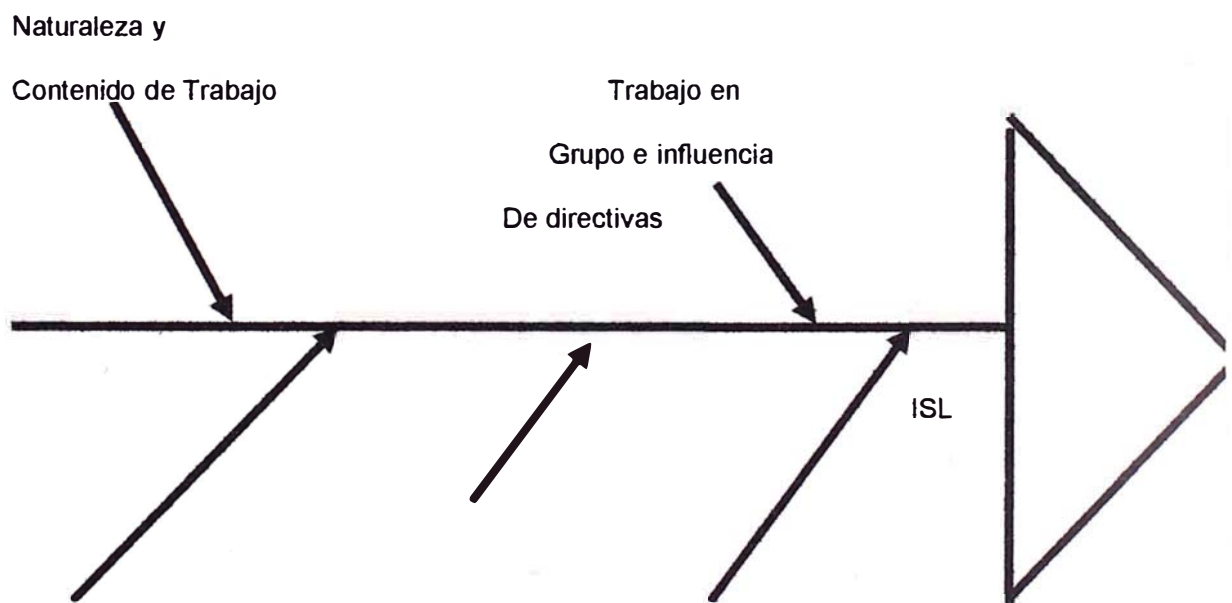 Naturaleza y
Contenido de Trabajo
Trabajo en
Grupo e influencia
De directivas
ISL